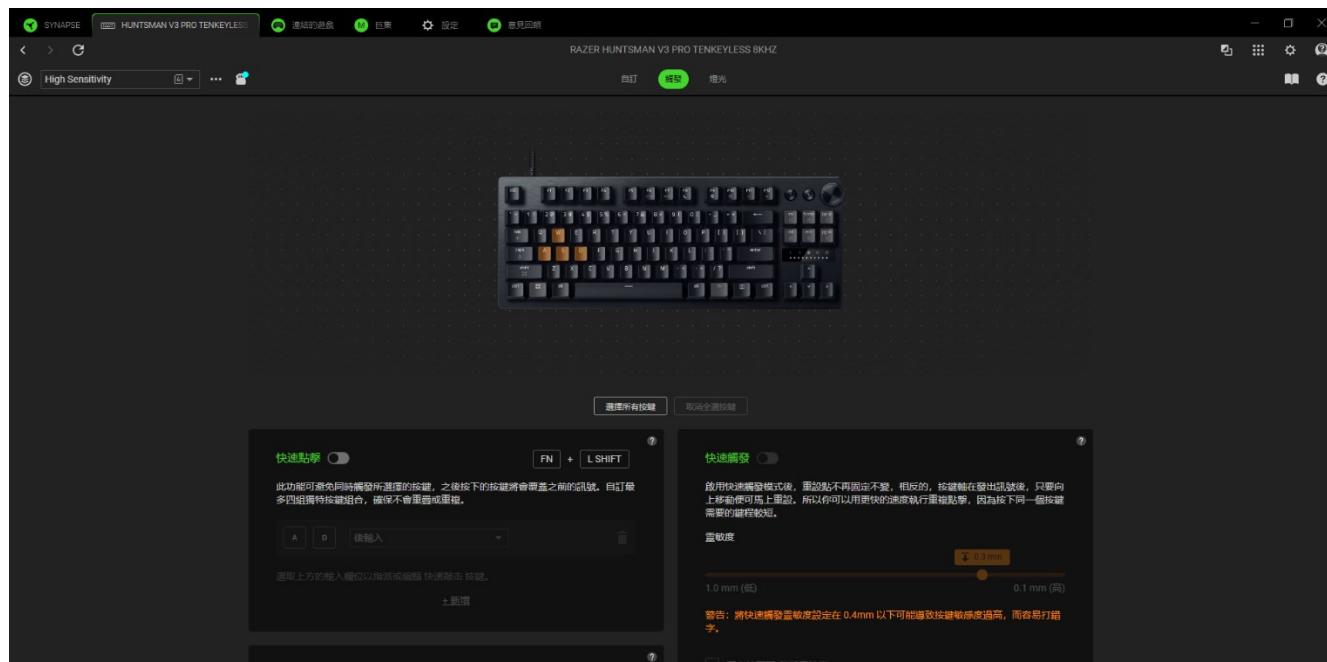 SYNAPSE
HUNTSMAN V3 PRO TENKEYLESS
連結的遊戲
巨集
設定
意見回饋
RAZER HUNTSMAN V3 PRO TENKEYLESS 8KHZ
High Sensitivity
自訂
觸發
燈光
選擇所有按鍵
取消全選按鍵
快速點擊
FN + L SHIFT
此功能可避免同時觸發所選擇的按鍵，之後按下的按鍵將會覆蓋之前的訊號。自訂最
多四組獨特按鍵組合，確保不會重疊或重複。
A D 後輸入
選取上方的輸入欄位以指派或編輯 快速敲击 按鍵。
+ 新增
快速觸發
啟用快速觸發模式後，重設點不再固定不變，相反的，按鍵軸在發出訊號後，只要向
上移動便可馬上重設。所以你可以用更快的速度執行重複點擊，因為按下同一個按鍵
需要的鍵程較短。
靈敏度
0.3 mm
1.0 mm (低)
0.1 mm (高)
警告：將快速觸發靈敏度設定在 0.4mm 以下可能導致按鍵敏感度過高，而容易打錯
字。